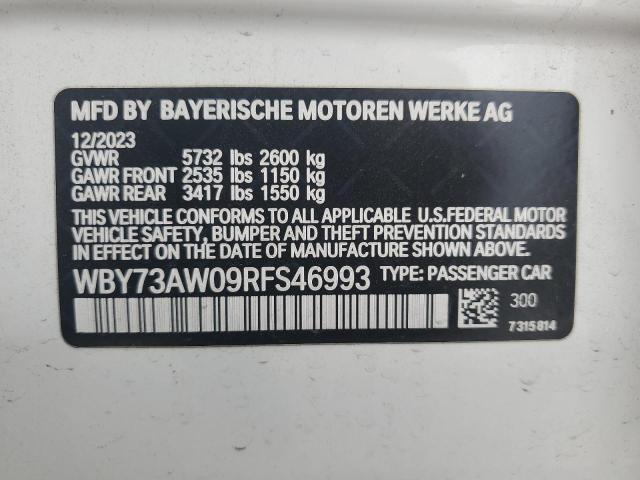 MFD BY BAYERISCHE MOTOREN WERKE AG
12/2023
GVWR 5732 lbs 2600 kg
GAWR FRONT 2535 lbs 1150 kg
GAWR REAR 3417 lbs 1550 kg
THIS VEHICLE CONFORMS TO ALL APPLICABLE U.S.FEDERAL MOTOR
VEHICLE SAFETY, BUMPER AND THEFT PREVENTION STANDARDS
IN EFFECT ON THE DATE OF MANUFACTURE SHOWN ABOVE.
WBY73AW09RFS46993 TYPE: PASSENGER CAR
300
7315814